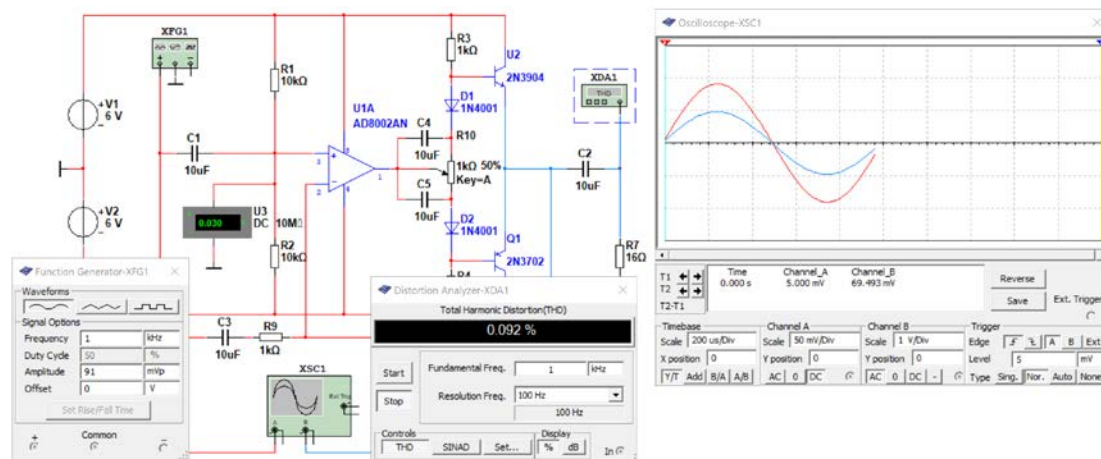 XFG1
V1
6 V
V2
6 V
R1
10kΩ
C1
10uF
U3
DC 10MΩ
0.030
R2
10kΩ
U1A
AD8002AN
3
2
1
8
4
C4
10uF
C5
10uF
R3
1kΩ
D1
1N4001
R10
1kΩ 50%
Key=A
D2
1N4001
R4
U2
2N3904
Q1
2N3702
XDA1
THD
C2
10uF
R7
16Ω
C3
10uF
R9
1kΩ
XSC1
Ext Trig
A
B
Function Generator-XFG1
Waveforms
Signal Options
Frequency 1 kHz
Duty Cycle 50 %
Amplitude 91 mVp
Offset 0 V
Set Rise/Fall Time
+ Common −
Distortion Analyzer-XDA1
Total Harmonic Distortion(THD)
0.092 %
Start
Stop
Fundamental Freq. 1 kHz
Resolution Freq. 100 Hz
100 Hz
Controls
THD SINAD Set...
Display
% dB
In
Oscilloscope-XSC1
T1
T2
T2-T1
Time Channel_A Channel_B
0.000 s 5.000 mV 69.493 mV
Reverse
Save
Ext. Trigger
Timebase
Scale 200 us/Div
X position 0
Y/T Add B/A A/B
Channel A
Scale 50 mV/Div
Y position 0
AC 0 DC
Channel B
Scale 1 V/Div
Y position 0
AC 0 DC -
Trigger
Edge A B Ext
Level 5 mV
Type Sing. Nor. Auto None